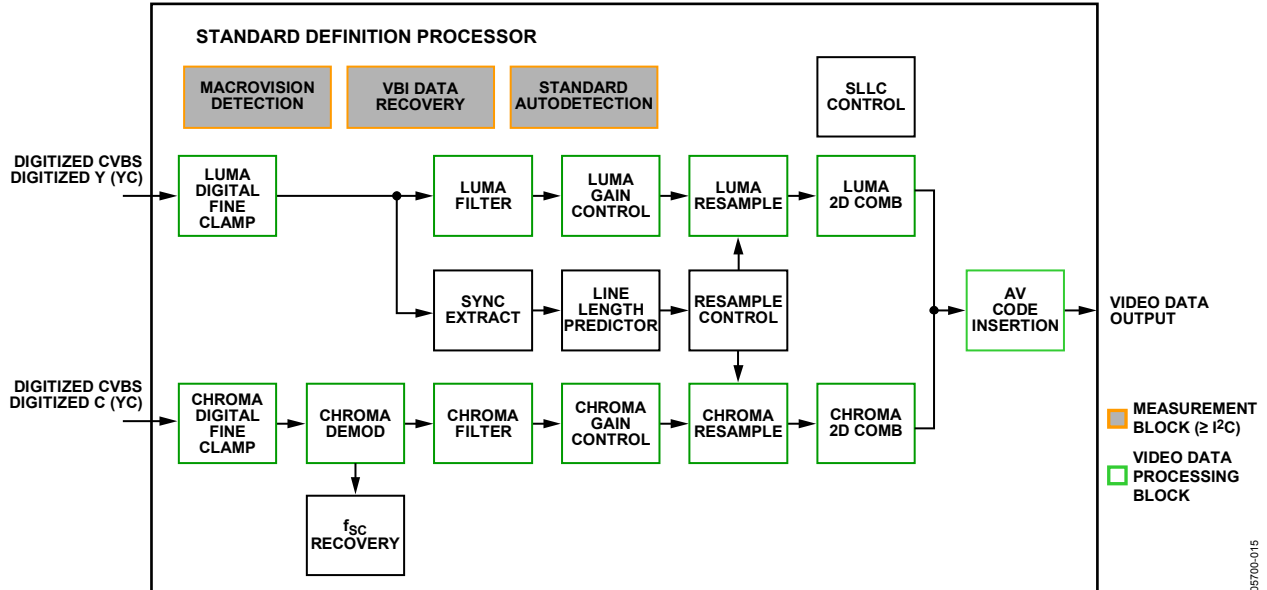 STANDARD DEFINITION PROCESSOR
MACROVISION
DETECTION
VBI DATA
RECOVERY
STANDARD
AUTODETECTION
SLLC
CONTROL
DIGITIZED CVBS
DIGITIZED Y (YC)
LUMA
DIGITAL
FINE
CLAMP
LUMA
FILTER
LUMA
GAIN
CONTROL
LUMA
RESAMPLE
LUMA
2D COMB
SYNC
EXTRACT
LINE
LENGTH
PREDICTOR
RESAMPLE
CONTROL
AV
CODE
INSERTION
VIDEO DATA
OUTPUT
DIGITIZED CVBS
DIGITIZED C (YC)
CHROMA
DIGITAL
FINE
CLAMP
CHROMA
DEMOD
CHROMA
FILTER
CHROMA
GAIN
CONTROL
CHROMA
RESAMPLE
CHROMA
2D COMB
fSC
RECOVERY
MEASUREMENT
BLOCK (≥ I2C)
VIDEO DATA
PROCESSING
BLOCK
05700-015